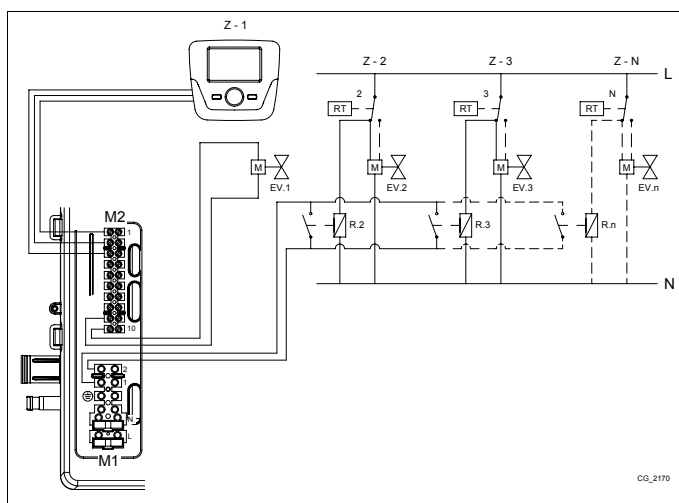 Z - 1
Z - 2
Z - 3
Z - N
L
2
3
N
RT
RT
RT
M
EV.1
M
EV.2
M
EV.3
M
EV.n
R.2
R.3
R.n
N
M2
1
10
2
1
N
L
M1
CG_2170